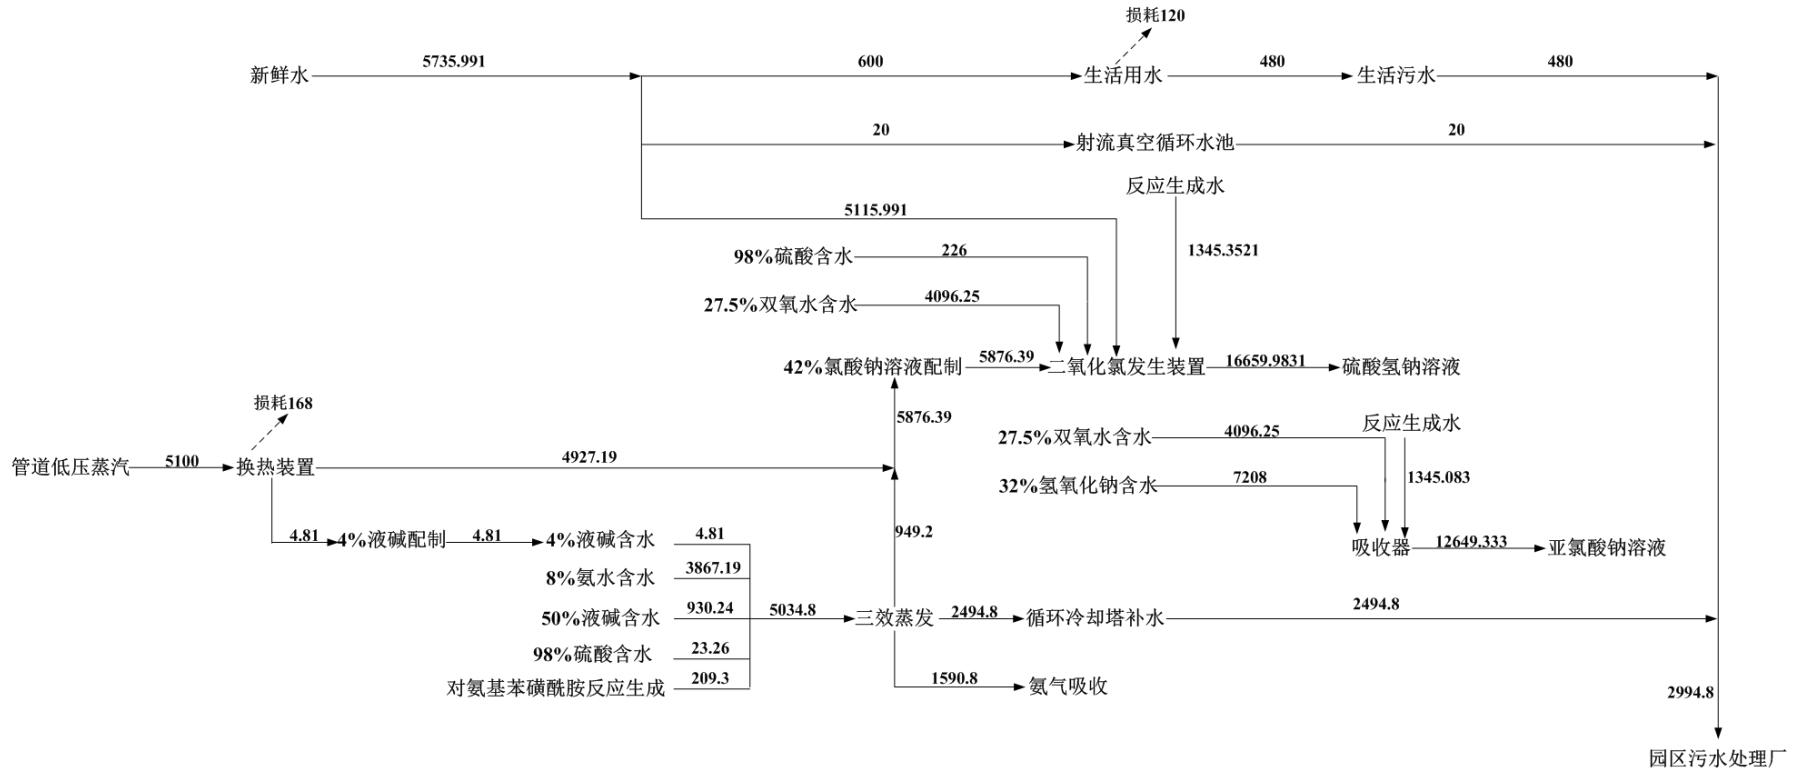 损耗120
新鲜水 5735.991 600 生活用水 480 生活污水 480
20 射流真空循环水池 20
反应生成水
5115.991
98%硫酸含水 226 1345.3521
27.5%双氧水含水 4096.25
42%氯酸钠溶液配制 5876.39 二氧化氯发生装置 16659.9831 硫酸氢钠溶液
损耗168 5876.39 反应生成水
27.5%双氧水含水 4096.25
管道低压蒸汽 5100 换热装置 4927.19
32%氢氧化钠含水 7208 1345.083
4.81 4%液碱配制 4.81 4%液碱含水 4.81 949.2
吸收器 12649.333 亚氯酸钠溶液
8%氨水含水 3867.19
50%液碱含水 930.24 5034.8 三效蒸发 2494.8 循环冷却塔补水 2494.8
98%硫酸含水 23.26
对氨基苯磺酰胺反应生成 209.3 1590.8 氨气吸收 2994.8
园区污水处理厂